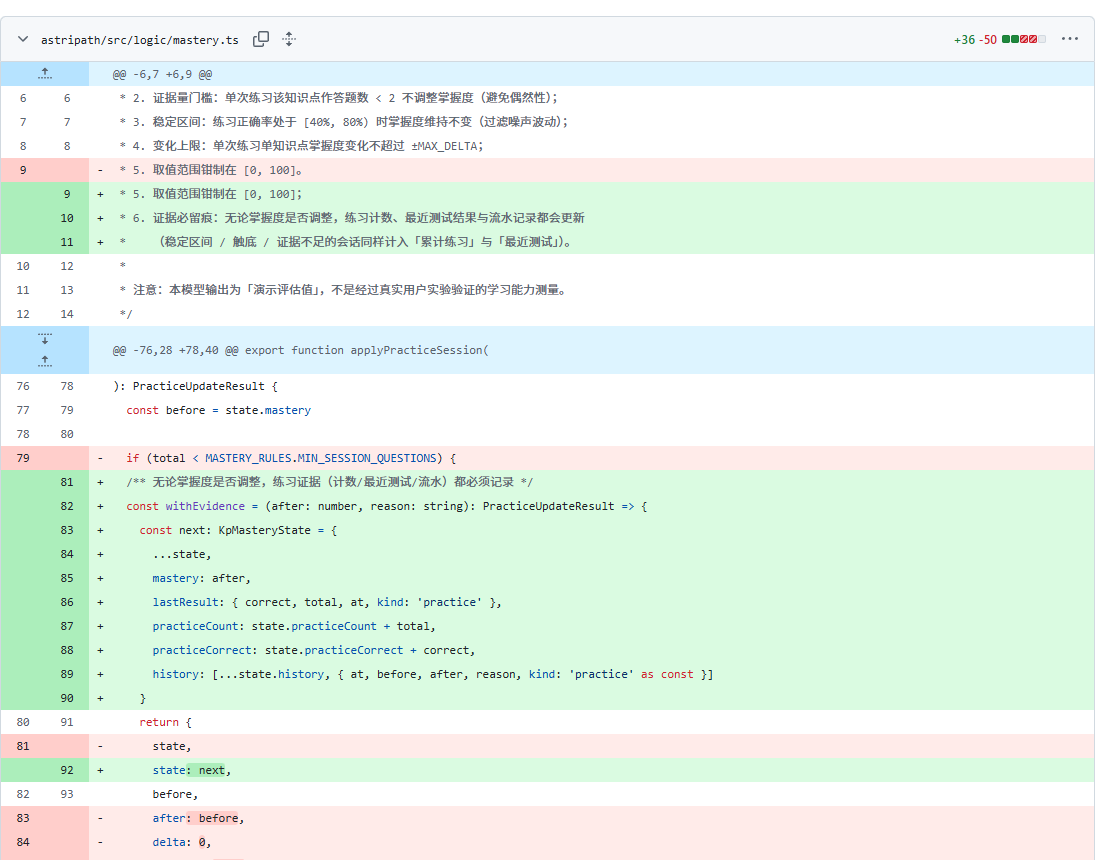 astripath/src/logic/mastery.ts
+36 -50
@@ -6,7 +6,9 @@
6 6 * 2. 证据量门槛：单次练习该知识点作答题数 < 2 不调整掌握度（避免偶然性）；
7 7 * 3. 稳定区间：练习正确率处于 [40%, 80%) 时掌握度维持不变（过滤噪声波动）；
8 8 * 4. 变化上限：单次练习单知识点掌握度变化不超过 ±MAX_DELTA；
9 - * 5. 取值范围钳制在 [0, 100]。
9 + * 5. 取值范围钳制在 [0, 100]；
10 + * 6. 证据必留痕：无论掌握度是否调整，练习计数、最近测试结果与流水记录都会更新
11 + * （稳定区间 / 触底 / 证据不足的会话同样计入「累计练习」与「最近测试」）。
10 12 *
11 13 * 注意：本模型输出为「演示评估值」，不是经过真实用户实验验证的学习能力测量。
12 14 */
@@ -76,28 +78,40 @@ export function applyPracticeSession(
76 78 ): PracticeUpdateResult {
77 79 const before = state.mastery
78 80
79 - if (total < MASTERY_RULES.MIN_SESSION_QUESTIONS) {
81 + /** 无论掌握度是否调整，练习证据（计数/最近测试/流水）都必须记录 */
82 + const withEvidence = (after: number, reason: string): PracticeUpdateResult => {
83 + const next: KpMasteryState = {
84 + ...state,
85 + mastery: after,
86 + lastResult: { correct, total, at, kind: 'practice' },
87 + practiceCount: state.practiceCount + total,
88 + practiceCorrect: state.practiceCorrect + correct,
89 + history: [...state.history, { at, before, after, reason, kind: 'practice' as const }]
90 + }
80 91 return {
81 - state,
92 + state: next,
82 93 before,
83 - after: before,
84 - delta: 0,